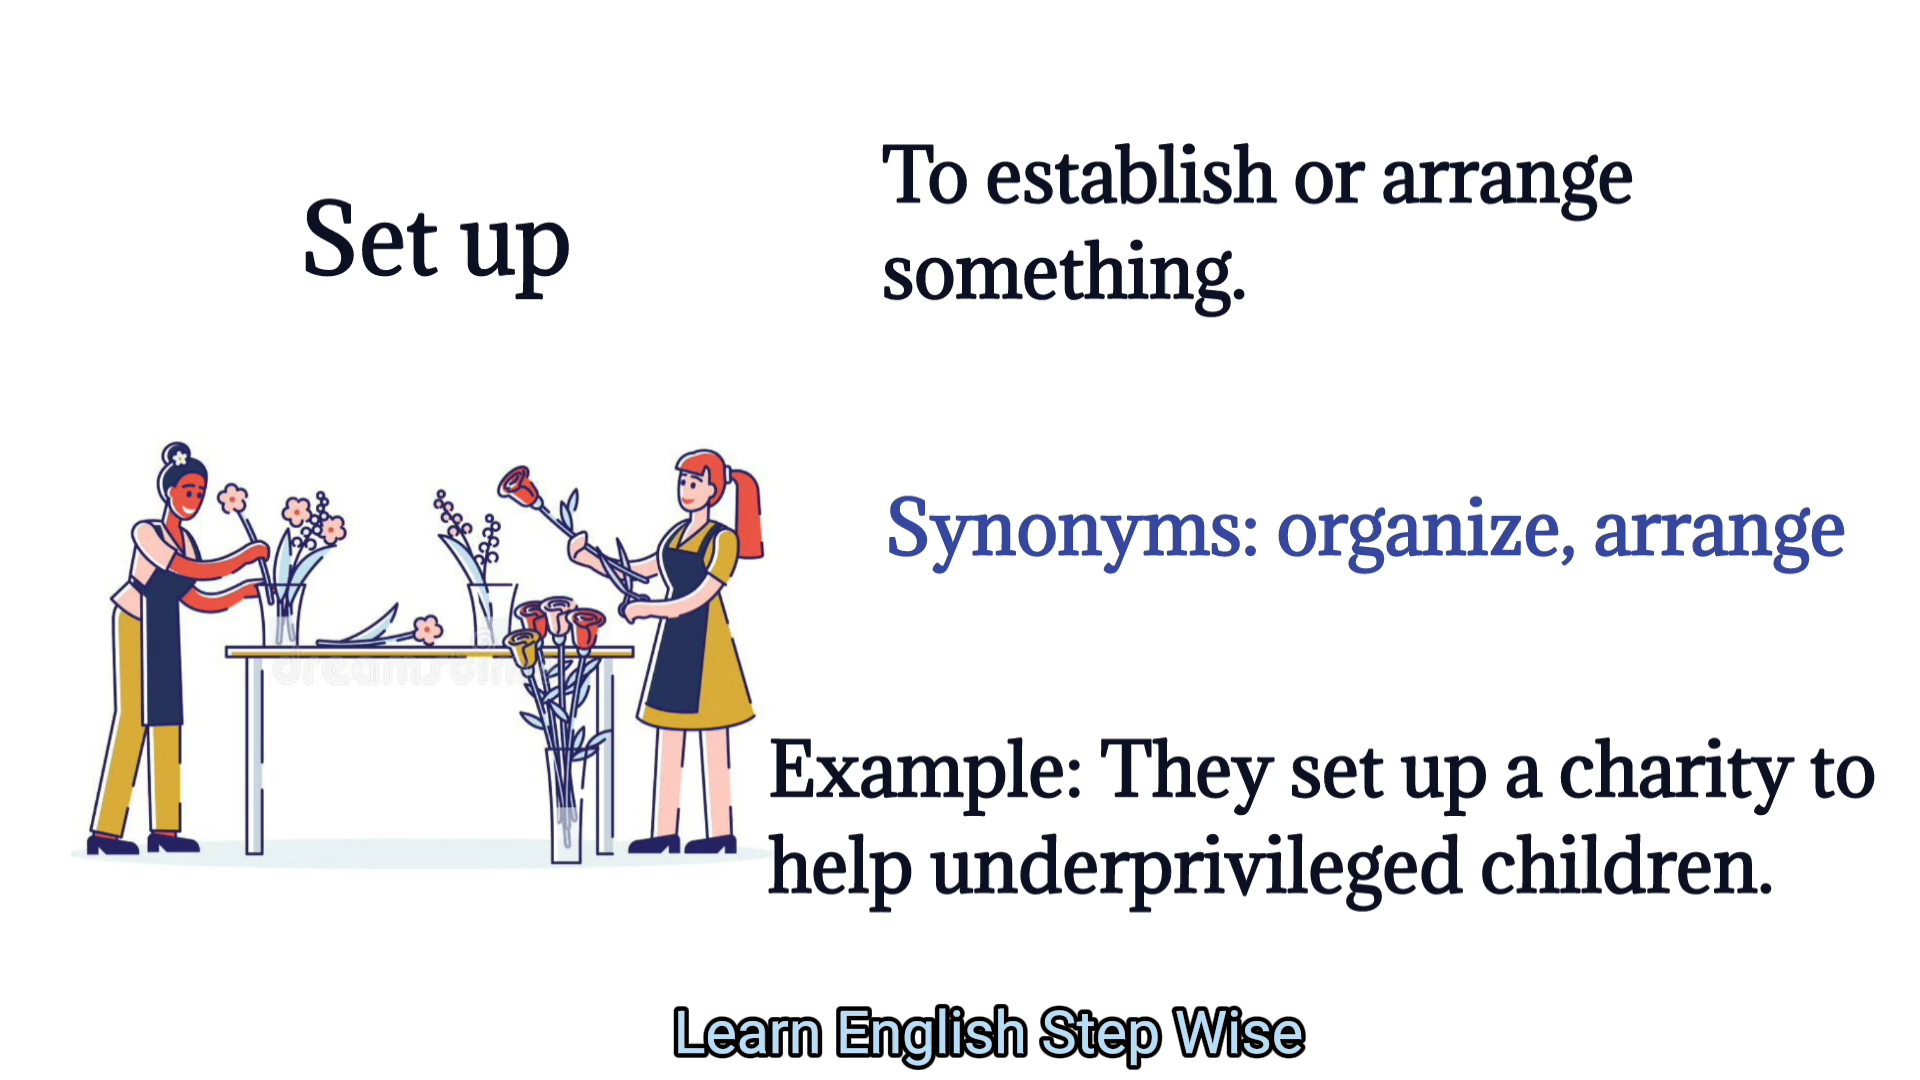 Set up
To establish or arrange
something.
Synonyms: organize, arrange
Example: They set up a charity to
help underprivileged children.
Learn English Step Wise